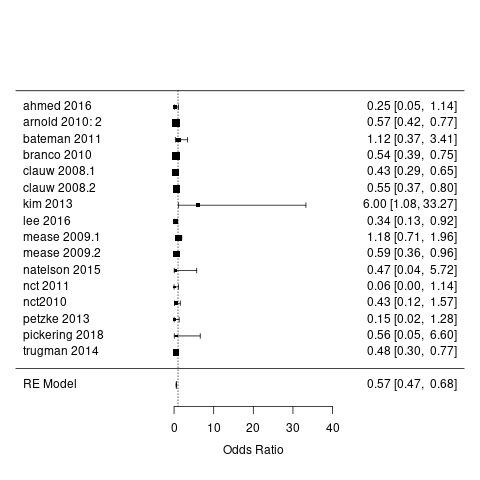 ahmed 2016 0.25 [0.05, 1.14]
arnold 2010: 2 0.57 [0.42, 0.77]
bateman 2011 1.12 [0.37, 3.41]
branco 2010 0.54 [0.39, 0.75]
clauw 2008.1 0.43 [0.29, 0.65]
clauw 2008.2 0.55 [0.37, 0.80]
kim 2013 6.00 [1.08, 33.27]
lee 2016 0.34 [0.13, 0.92]
mease 2009.1 1.18 [0.71, 1.96]
mease 2009.2 0.59 [0.36, 0.96]
natelson 2015 0.47 [0.04, 5.72]
nct 2011 0.06 [0.00, 1.14]
nct2010 0.43 [0.12, 1.57]
petzke 2013 0.15 [0.02, 1.28]
pickering 2018 0.56 [0.05, 6.60]
trugman 2014 0.48 [0.30, 0.77]
RE Model 0.57 [0.47, 0.68]
0 10 20 30 40
Odds Ratio